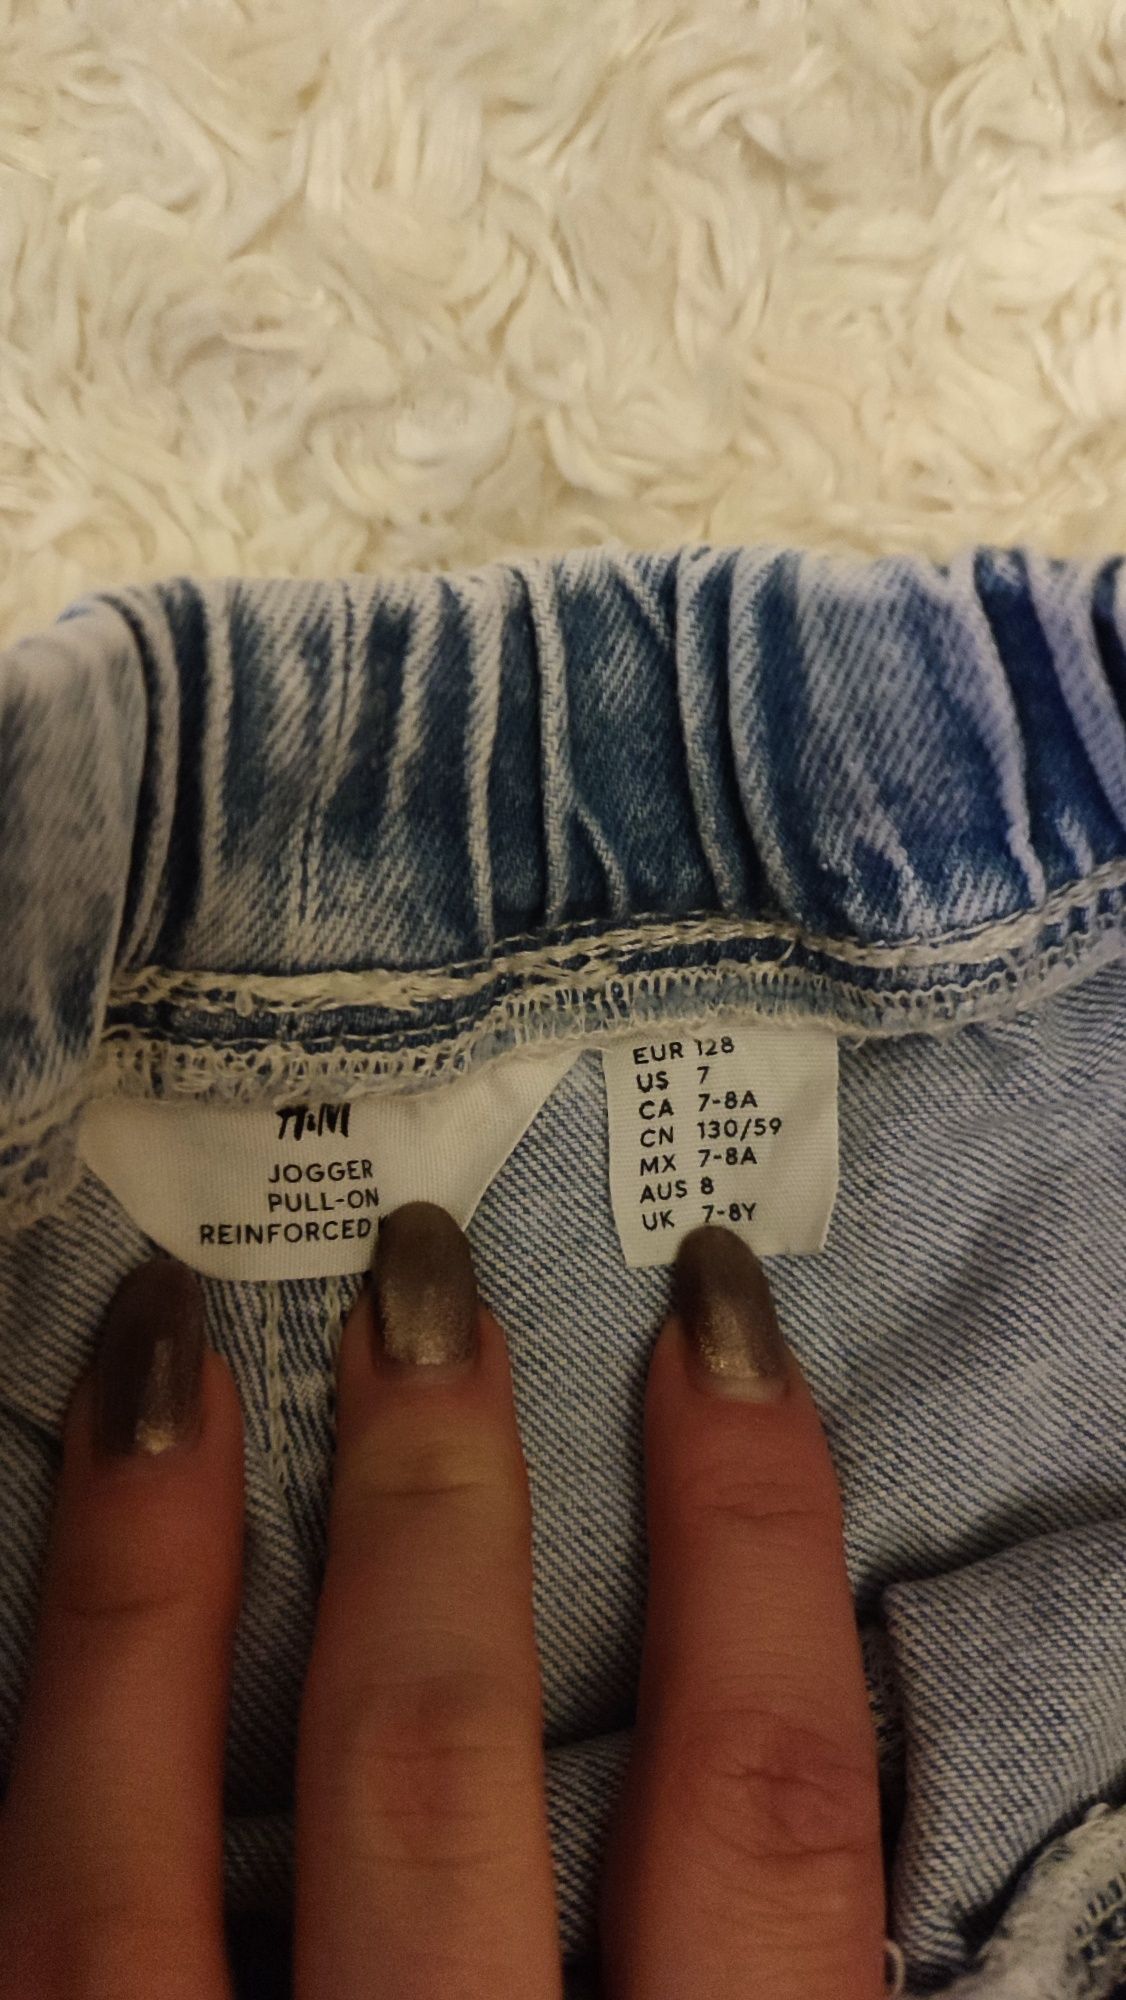 H&M
JOGGER
PULL-ON
REINFORCED
EUR 128
US 7
CA 7-8A
CN 130/59
MX 7-8A
AUS 8
UK 7-8Y